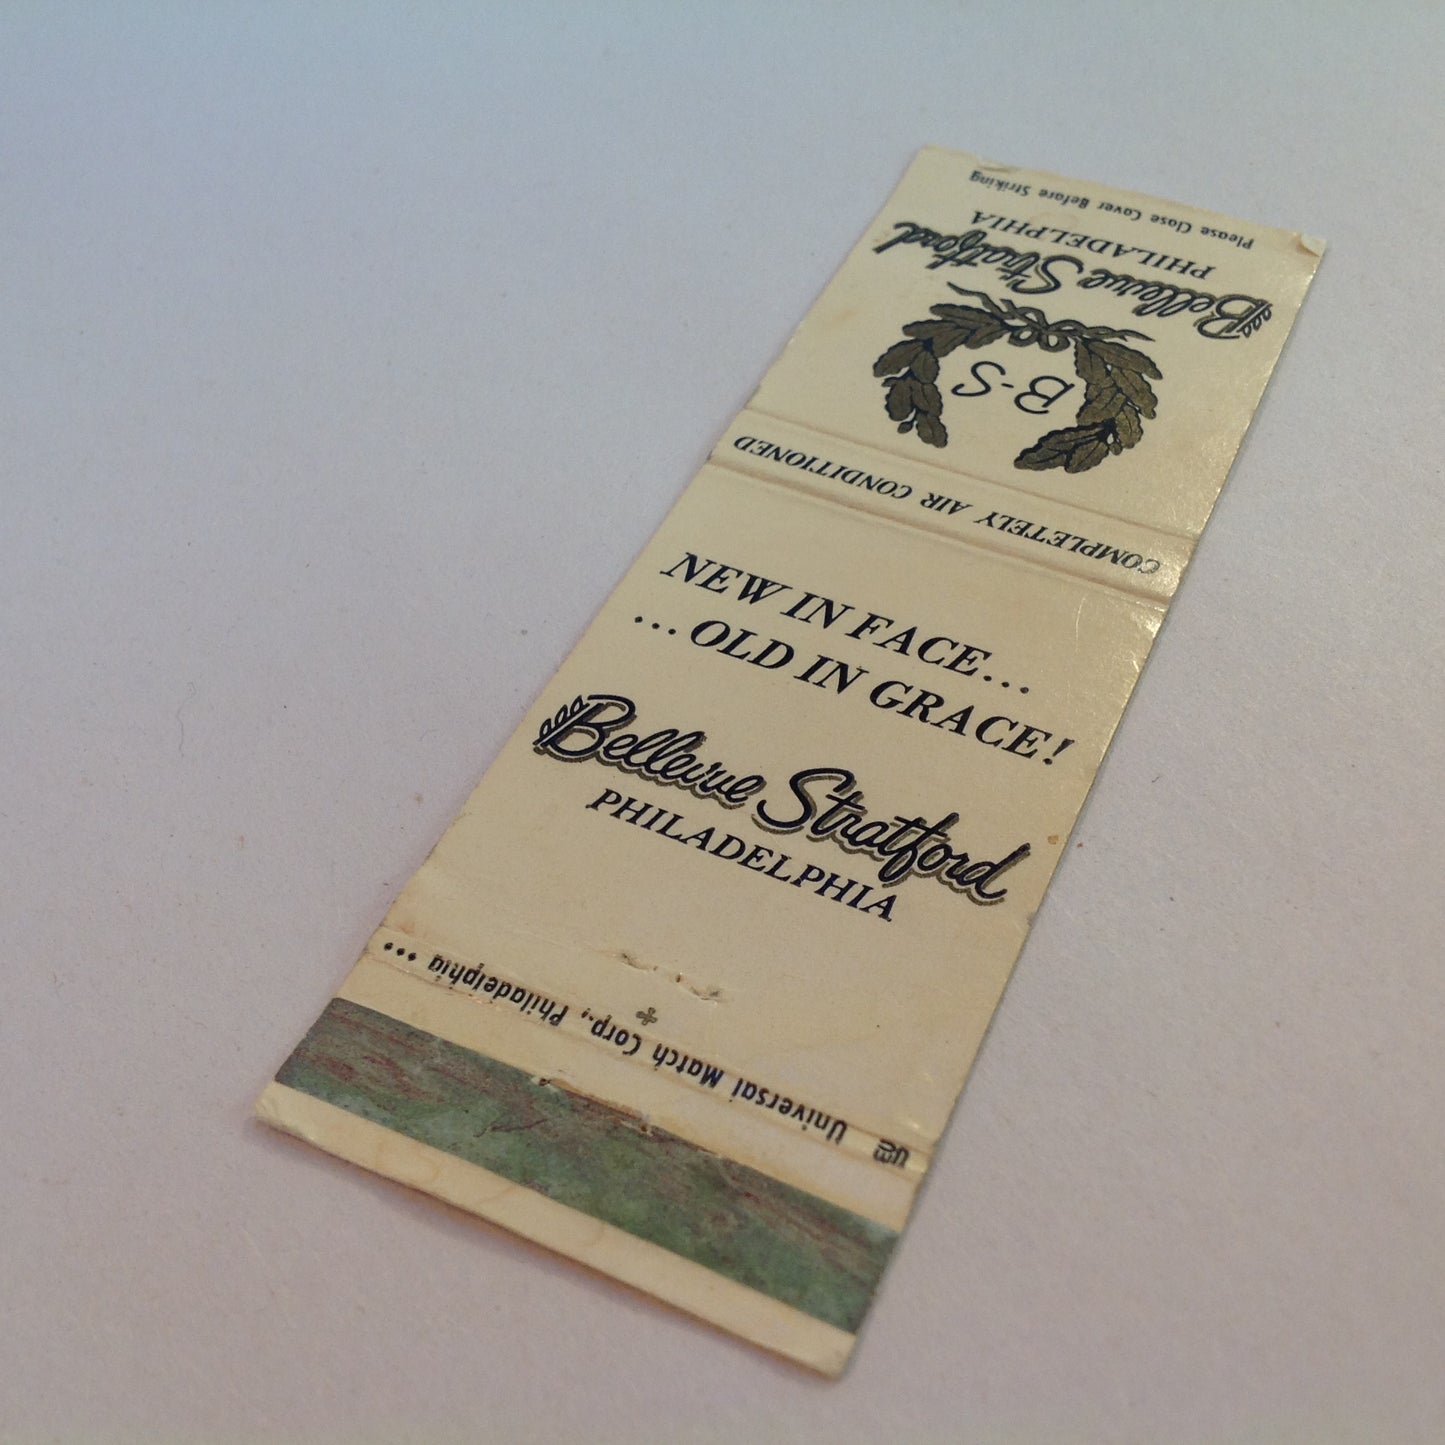 Please Close Cover Before Striking
PHILADELPHIA
Bellevue Stratford
B-S
COMPLETELY AIR CONDITIONED
NEW IN FACE...
...OLD IN GRACE!
Bellevue Stratford
PHILADELPHIA
UM Universal Match Corp., Philadelphia ...